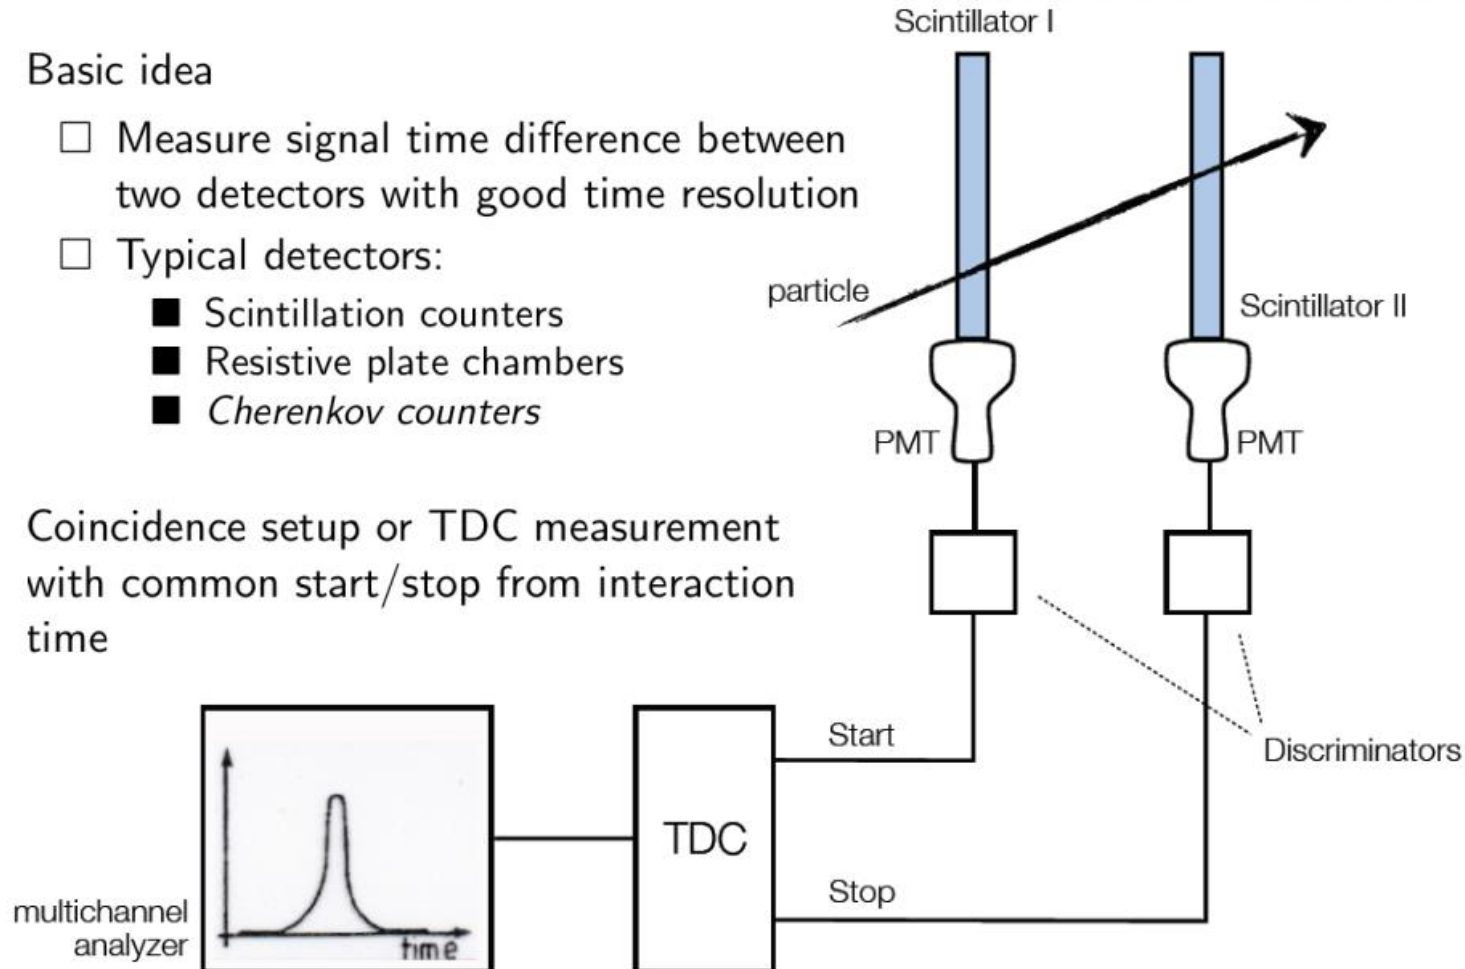 Scintillator I
Basic idea
□ Measure signal time difference between
two detectors with good time resolution
□ Typical detectors:
■ Scintillation counters
■ Resistive plate chambers
■ Cherenkov counters
particle
Scintillator II
PMT
PMT
Coincidence setup or TDC measurement
with common start/stop from interaction
time
Start
Discriminators
TDC
Stop
multichannel
analyzer
time